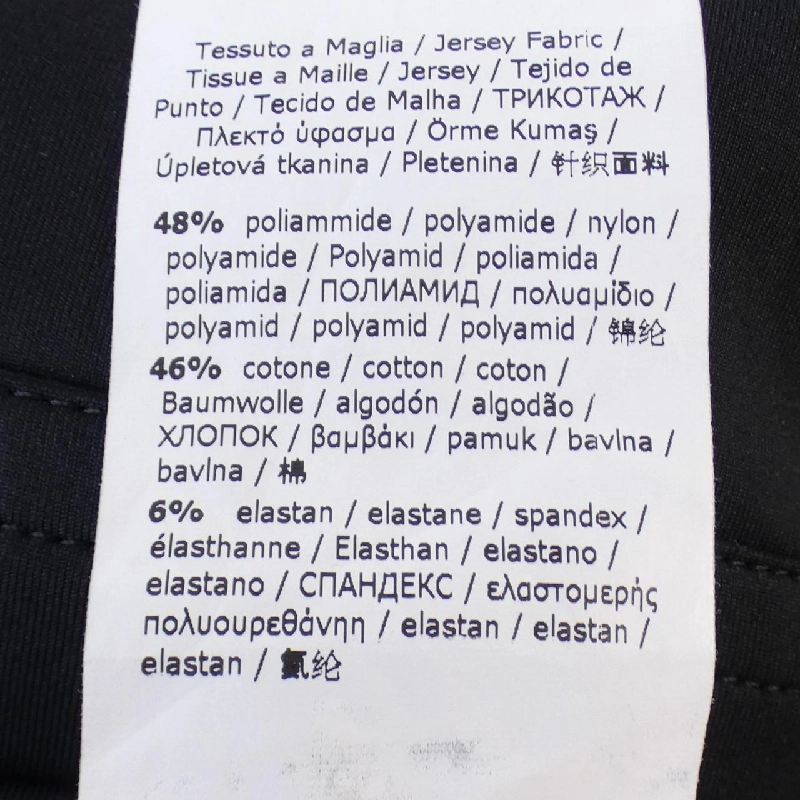 Tessuto a Maglia / Jersey Fabric /
Tissue a Maille / Jersey / Tejido de
Punto / Tecido de Malha / ТРИКОТАЖ /
Πλεκτό ύφασμα / Örme Kumaş /
Úpletová tkanina / Pletenina / 针织面料
48% poliammide / polyamide / nylon /
polyamide / Polyamid / poliamida /
poliamida / ПОЛИАМИД / πολυαμίδιο /
polyamid / polyamid / polyamid / 锦纶
46% cotone / cotton / coton /
Baumwolle / algodón / algodão /
ХЛОПОК / βαμβάκι / pamuk / bavlna /
bavlna / 棉
6% elastan / elastane / spandex /
élasthanne / Elasthan / elastano /
elastano / СПАНДЕКС / ελαστομερής
πολυουρεθάνηη / elastan / elastan /
elastan / 氨纶